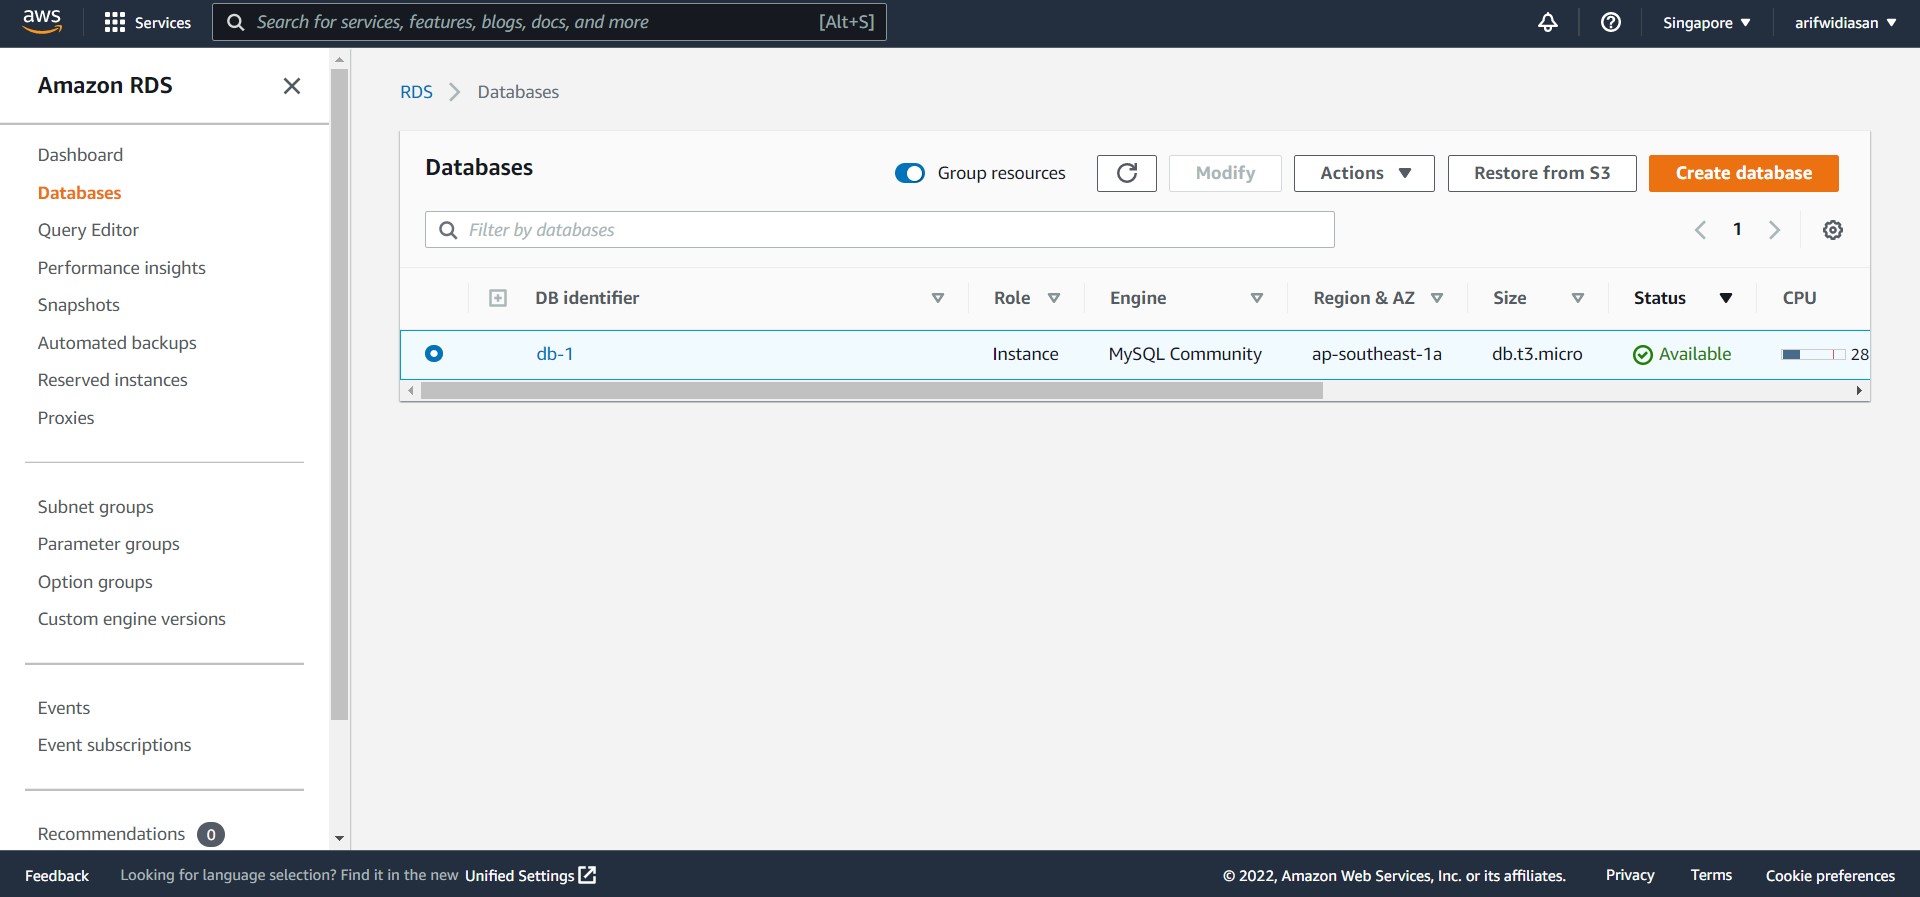 aws Services Search for services, features, blogs, docs, and more [Alt+S] Singapore arifwidiasan
Amazon RDS
Dashboard
Databases
Query Editor
Performance insights
Snapshots
Automated backups
Reserved instances
Proxies
Subnet groups
Parameter groups
Option groups
Custom engine versions
Events
Event subscriptions
Recommendations 0
RDS Databases
Databases
Group resources Modify Actions Restore from S3 Create database
Filter by databases
1
DB identifier Role Engine Region & AZ Size Status CPU
db-1 Instance MySQL Community ap-southeast-1a db.t3.micro Available 28
Feedback Looking for language selection? Find it in the new Unified Settings © 2022, Amazon Web Services, Inc. or its affiliates. Privacy Terms Cookie preferences